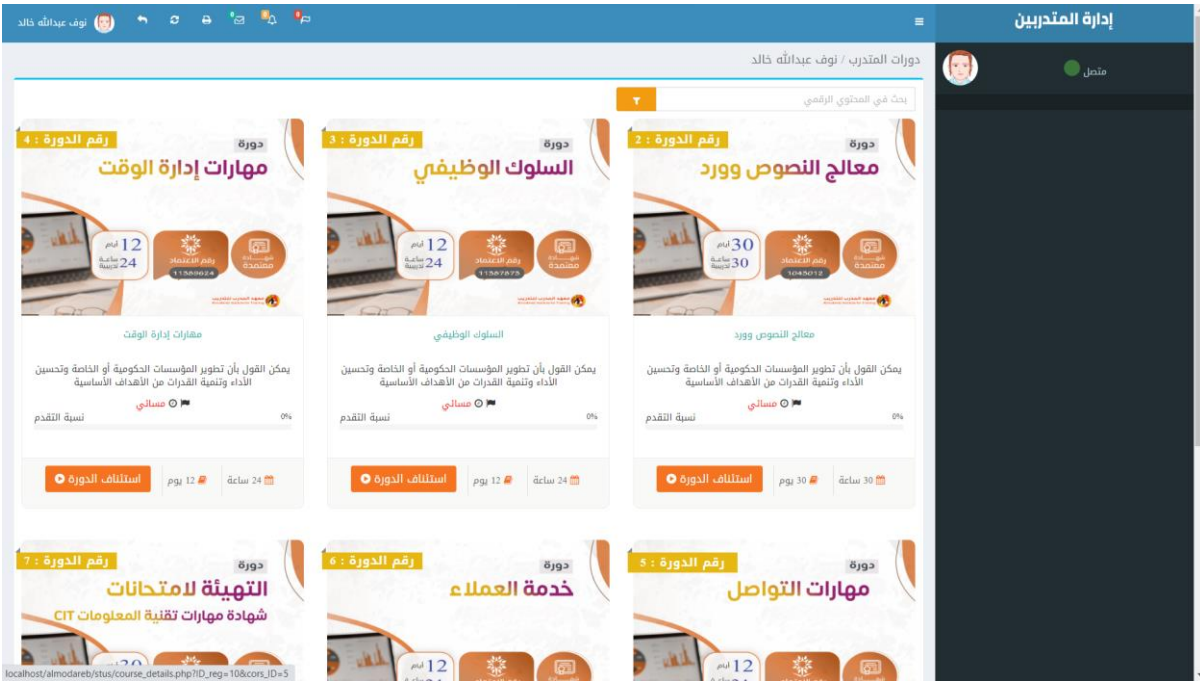 إدارة المتدربين
متصل
نوف عبدالله خالد
دورات المتدرب / نوف عبدالله خالد
بحث في المحتوي الرقمي
رقم الدورة : 2
دورة
معالج النصوص وورد
30 أيام
30 ساعة تدريبية
رقم الاعتماد
1045012
شهادة معتمدة
معالج النصوص وورد
يمكن القول بأن تطوير المؤسسات الحكومية أو الخاصة وتحسين
الأداء وتنمية القدرات من الأهداف الأساسية
مسائي
نسبة التقدم
0%
30 ساعة
30 يوم
استئناف الدورة
رقم الدورة : 3
دورة
السلوك الوظيفي
12 أيام
24 ساعة تدريبية
رقم الاعتماد
11387873
شهادة معتمدة
السلوك الوظيفي
يمكن القول بأن تطوير المؤسسات الحكومية أو الخاصة وتحسين
الأداء وتنمية القدرات من الأهداف الأساسية
مسائي
نسبة التقدم
0%
24 ساعة
12 يوم
استئناف الدورة
رقم الدورة : 4
دورة
مهارات إدارة الوقت
12 أيام
24 ساعة تدريبية
رقم الاعتماد
شهادة معتمدة
مهارات إدارة الوقت
يمكن القول بأن تطوير المؤسسات الحكومية أو الخاصة وتحسين
الأداء وتنمية القدرات من الأهداف الأساسية
مسائي
نسبة التقدم
0%
24 ساعة
12 يوم
استئناف الدورة
رقم الدورة : 5
دورة
مهارات التواصل
12 أيام
رقم الدورة : 6
دورة
خدمة العملاء
12 أيام
رقم الدورة : 7
دورة
التهيئة لامتحانات
شهادة مهارات تقنية المعلومات CIT
localhost/almodareb/stus/course_details.php?ID_reg=10&cors_ID=5